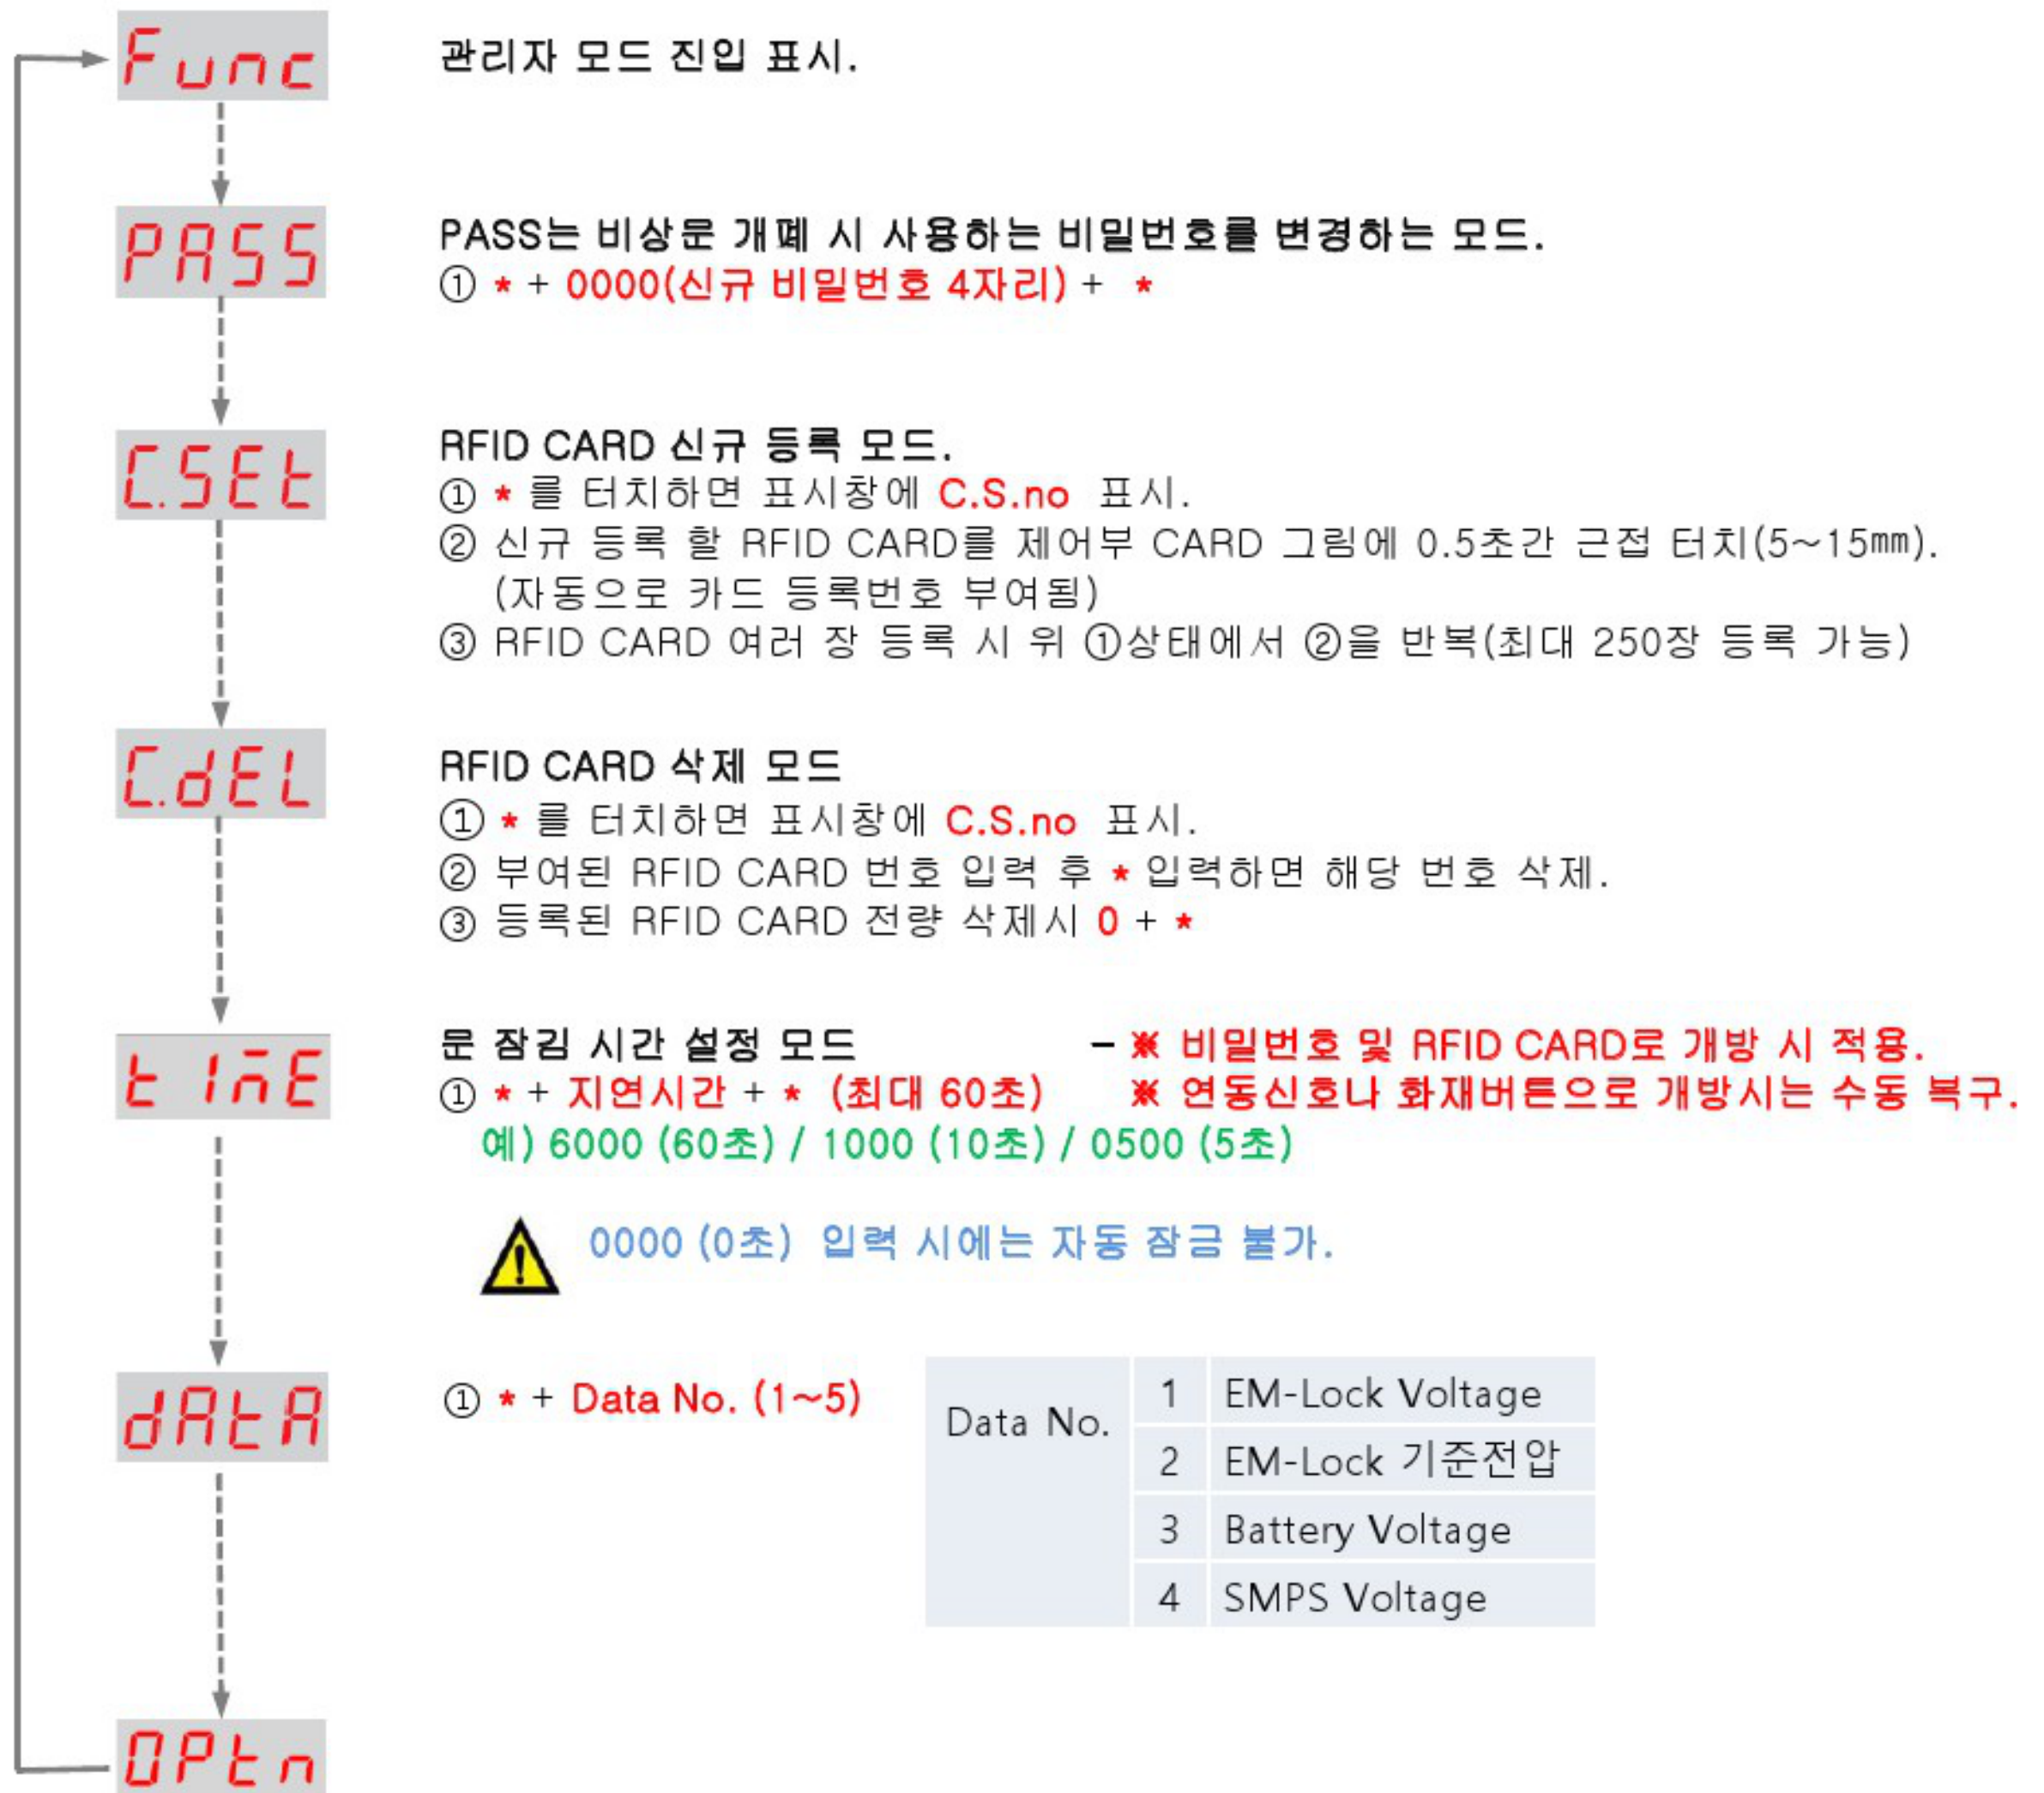 Func
관리자 모드 진입 표시.
PASS
PASS는 비상문 개폐 시 사용하는 비밀번호를 변경하는 모드.
① * + 0000(신규 비밀번호 4자리) + *
C.SEt
RFID CARD 신규 등록 모드.
① * 를 터치하면 표시창에 C.S.no 표시.
② 신규 등록 할 RFID CARD를 제어부 CARD 그림에 0.5초간 근접 터치(5~15㎜).
(자동으로 카드 등록번호 부여됨)
③ RFID CARD 여러 장 등록 시 위 ①상태에서 ②을 반복(최대 250장 등록 가능)
C.dEL
RFID CARD 삭제 모드
① * 를 터치하면 표시창에 C.S.no 표시.
② 부여된 RFID CARD 번호 입력 후 * 입력하면 해당 번호 삭제.
③ 등록된 RFID CARD 전량 삭제시 0 + *
tImE
문 잠김 시간 설정 모드 - ※ 비밀번호 및 RFID CARD로 개방 시 적용.
① * + 지연시간 + * (최대 60초) ※ 연동신호나 화재버튼으로 개방시는 수동 복구.
예) 6000 (60초) / 1000 (10초) / 0500 (5초)
0000 (0초) 입력 시에는 자동 잠금 불가.
dAtA
① * + Data No. (1~5)
Data No.
1 EM-Lock Voltage
2 EM-Lock 기준전압
3 Battery Voltage
4 SMPS Voltage
OPtn